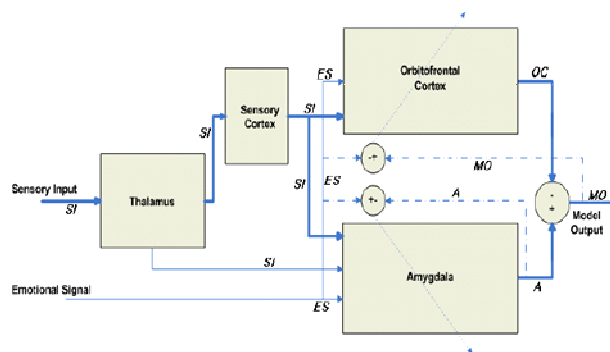 ES
Orbitofrontal
Cortex
OC
Sensory
Cortex
SI
SI
SI
-+
MO
Sensory Input
SI
Thalamus
SI
ES
+-
A
-
+
MO
Model
Output
SI
Amygdala
A
Emotional Signal
ES